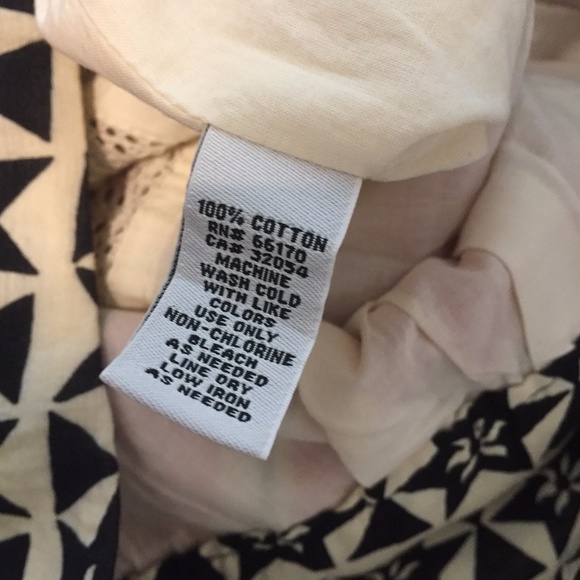 100% COTTON
RN# 66170
CA# 32054
MACHINE
WASH COLD
WITH LIKE
COLORS
USE ONLY
NON-CHLORINE
BLEACH
AS NEEDED
LINE DRY
LOW IRON
AS NEEDED